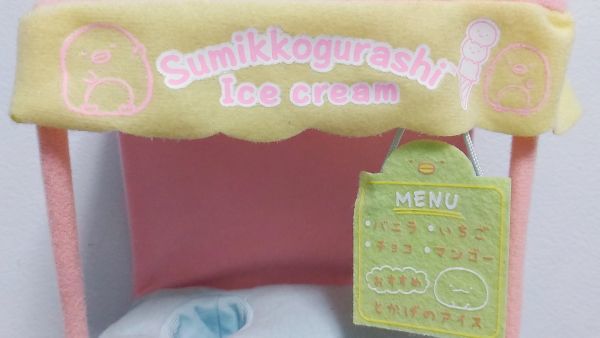 Sumikkogurashi
Ice cream
MENU
・バニラ ・いちご
・チョコ ・マンゴー
おすすめ
とかげのアイス